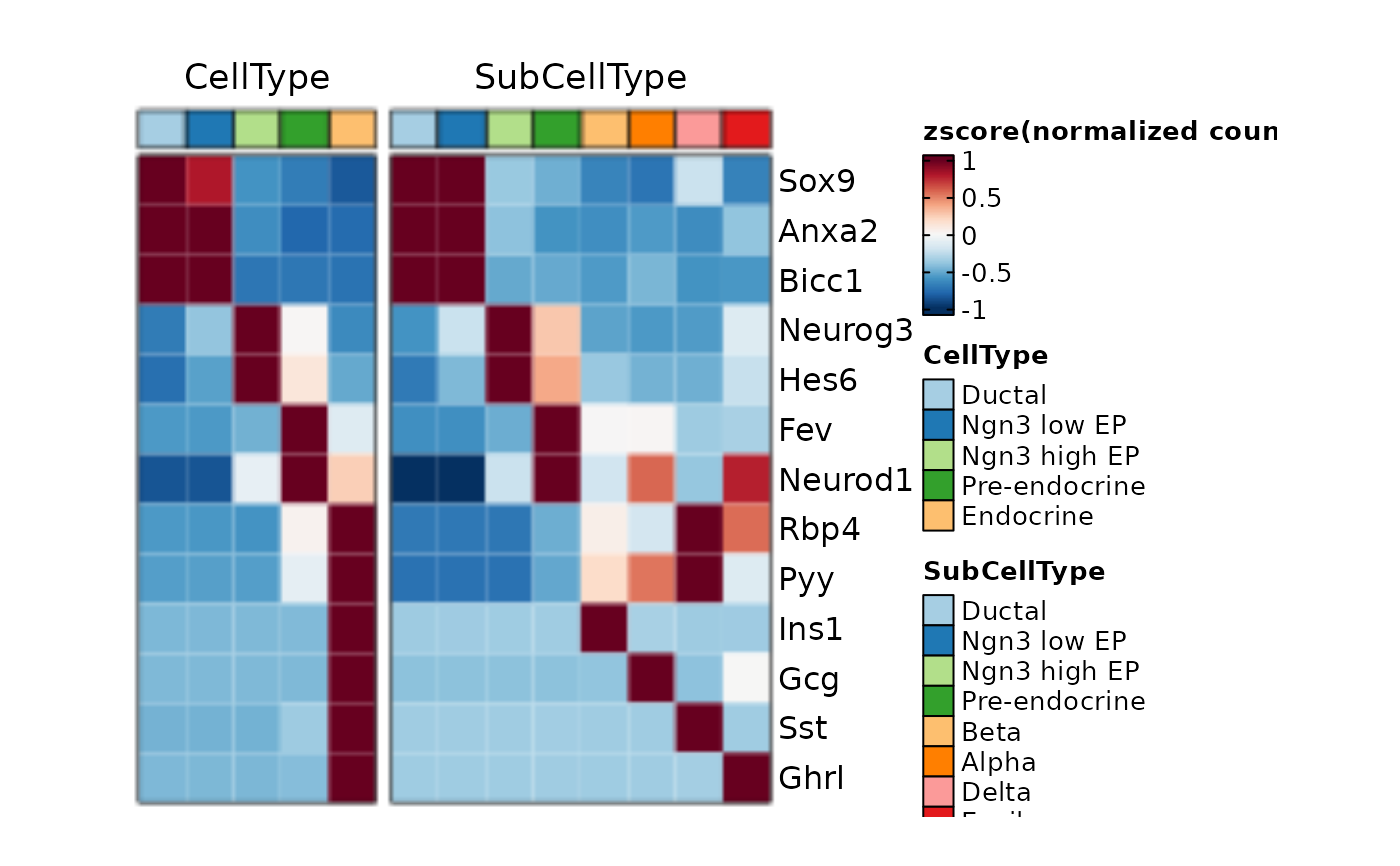 CellType SubCellType
Sox9
Anxa2
Bicc1
Neurog3
Hes6
Fev
Neurod1
Rbp4
Pyy
Ins1
Gcg
Sst
Ghrl
zscore(normalized coun
1
0.5
0
-0.5
-1
CellType
Ductal
Ngn3 low EP
Ngn3 high EP
Pre-endocrine
Endocrine
SubCellType
Ductal
Ngn3 low EP
Ngn3 high EP
Pre-endocrine
Beta
Alpha
Delta